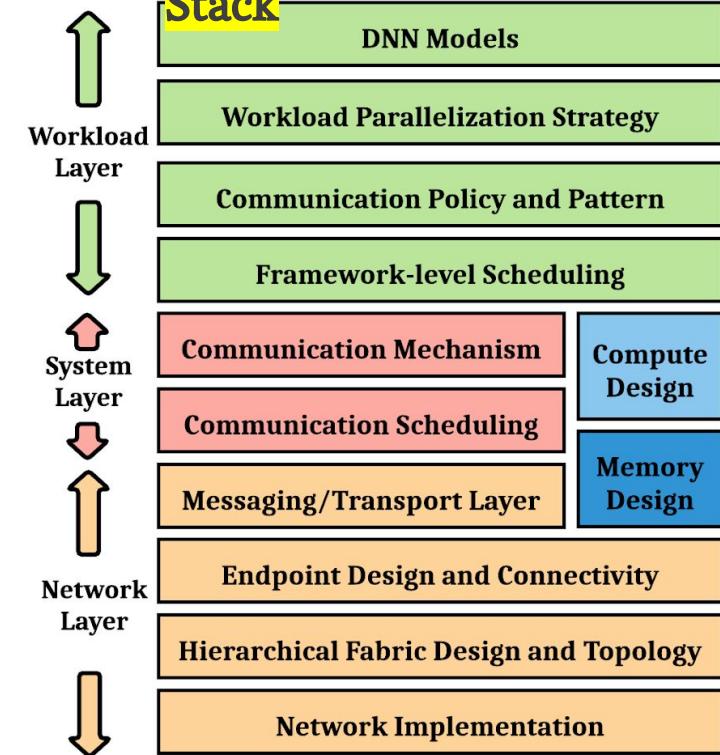 Stack
DNN Models
Workload Parallelization Strategy
Workload
Layer
Communication Policy and Pattern
Framework-level Scheduling
Communication Mechanism
Compute
Design
System
Layer
Communication Scheduling
Memory
Design
Messaging/Transport Layer
Endpoint Design and Connectivity
Network
Layer
Hierarchical Fabric Design and Topology
Network Implementation